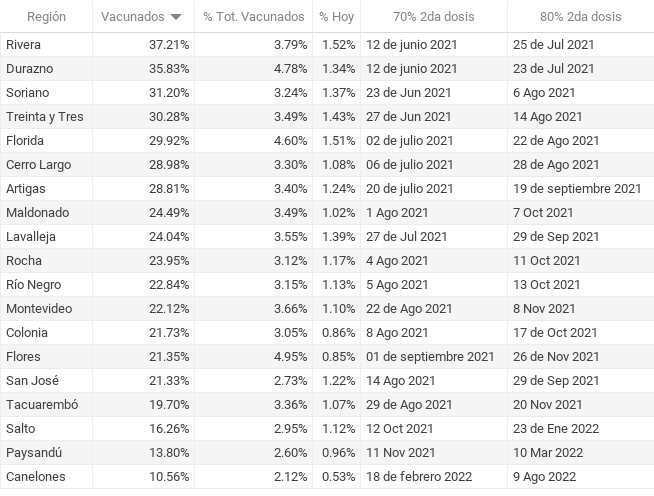 Región Vacunados % Tot. Vacunados % Hoy 70% 2da dosis 80% 2da dosis
Rivera 37.21% 3.79% 1.52% 12 de junio 2021 25 de Jul 2021
Durazno 35.83% 4.78% 1.34% 12 de junio 2021 23 de Jul 2021
Soriano 31.20% 3.24% 1.37% 23 de Jun 2021 6 Ago 2021
Treinta y Tres 30.28% 3.49% 1.43% 27 de Jun 2021 14 Ago 2021
Florida 29.92% 4.60% 1.51% 02 de julio 2021 22 de Ago 2021
Cerro Largo 28.98% 3.30% 1.08% 06 de julio 2021 28 de Ago 2021
Artigas 28.81% 3.40% 1.24% 20 de julio 2021 19 de septiembre 2021
Maldonado 24.49% 3.49% 1.02% 1 Ago 2021 7 Oct 2021
Lavalleja 24.04% 3.55% 1.39% 27 de Jul 2021 29 de Sep 2021
Rocha 23.95% 3.12% 1.17% 4 Ago 2021 11 Oct 2021
Río Negro 22.84% 3.15% 1.13% 5 Ago 2021 13 Oct 2021
Montevideo 22.12% 3.66% 1.10% 22 de Ago 2021 8 Nov 2021
Colonia 21.73% 3.05% 0.86% 8 Ago 2021 17 de Oct 2021
Flores 21.35% 4.95% 0.85% 01 de septiembre 2021 26 de Nov 2021
San José 21.33% 2.73% 1.22% 14 Ago 2021 29 de Sep 2021
Tacuarembó 19.70% 3.36% 1.07% 29 de Ago 2021 20 Nov 2021
Salto 16.26% 2.95% 1.12% 12 Oct 2021 23 de Ene 2022
Paysandú 13.80% 2.60% 0.96% 11 Nov 2021 10 Mar 2022
Canelones 10.56% 2.12% 0.53% 18 de febrero 2022 9 Ago 2022